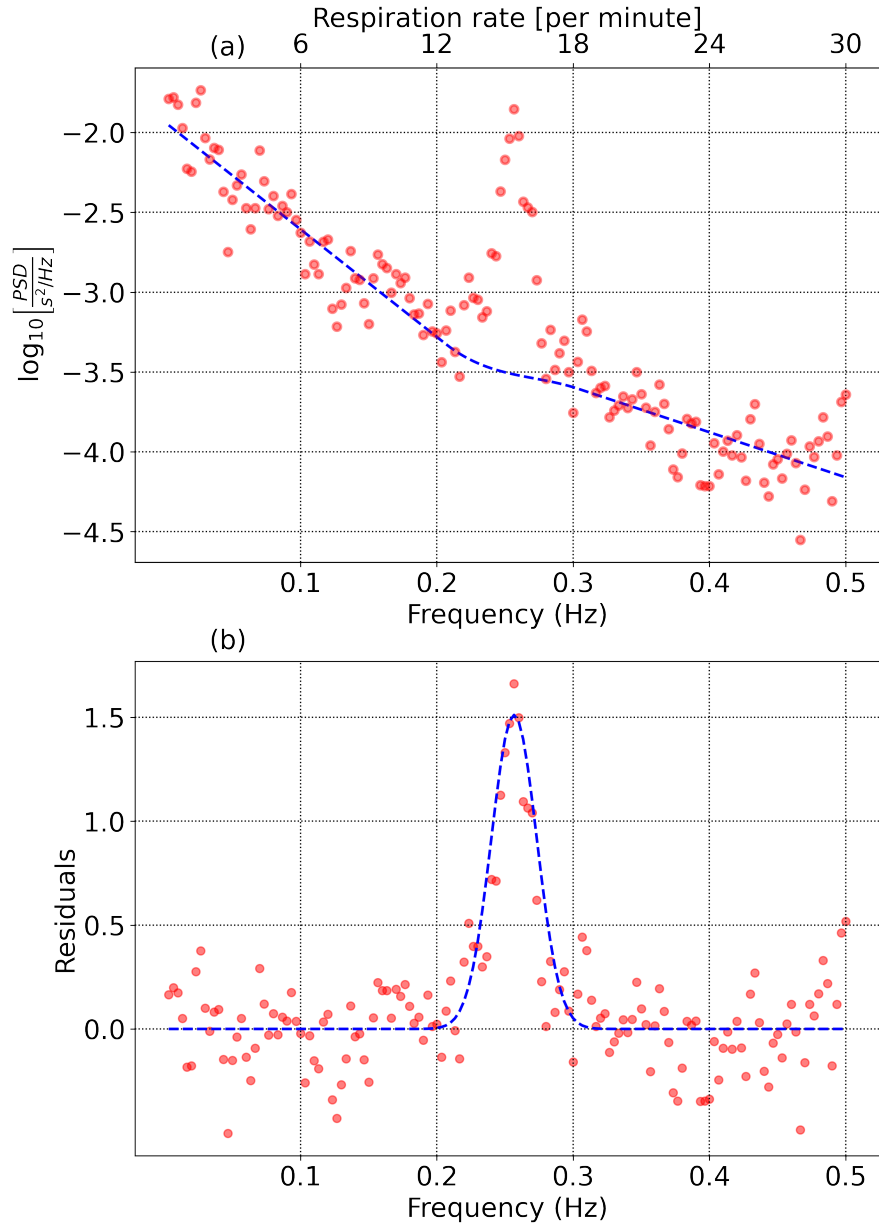 Respiration rate [per minute]
(a) 6 12 18 24 30
−2.0
−2.5
−3.0
−3.5
−4.0
−4.5
log₁₀[PSD/[s²/Hz]]
0.1 0.2 0.3 0.4 0.5
Frequency (Hz)
(b)
1.5
1.0
0.5
0.0
Residuals
0.1 0.2 0.3 0.4 0.5
Frequency (Hz)